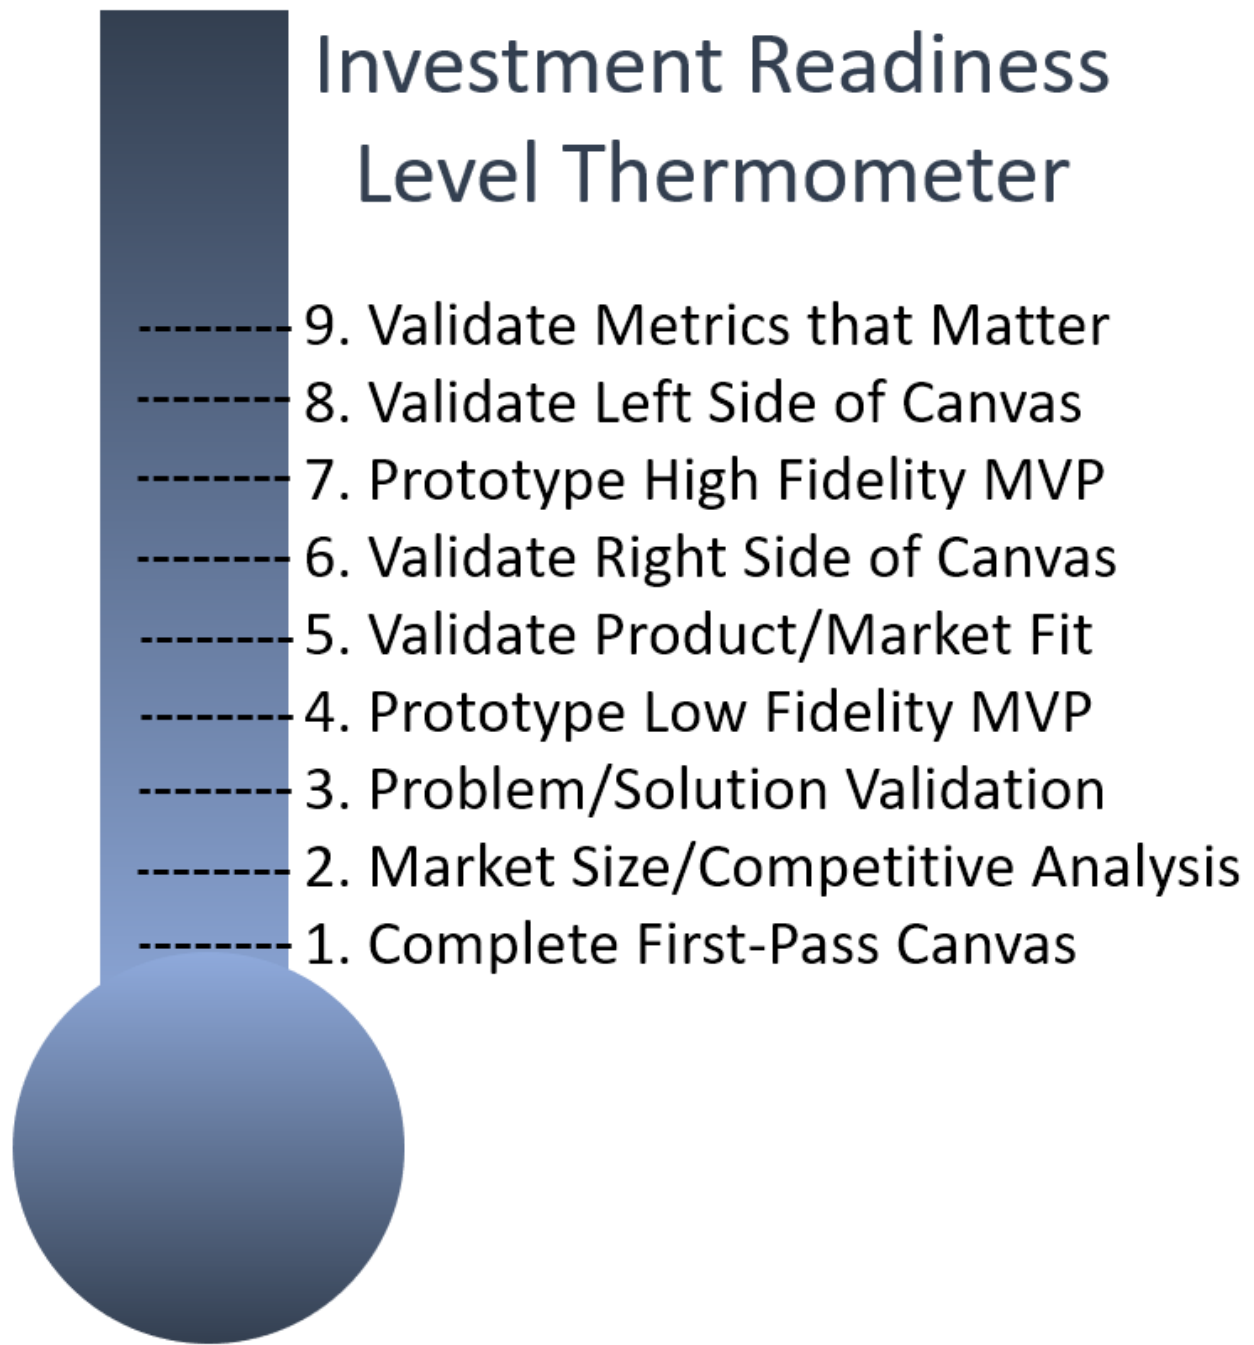 Investment Readiness
Level Thermometer
-------- 9. Validate Metrics that Matter
-------- 8. Validate Left Side of Canvas
-------- 7. Prototype High Fidelity MVP
-------- 6. Validate Right Side of Canvas
-------- 5. Validate Product/Market Fit
-------- 4. Prototype Low Fidelity MVP
-------- 3. Problem/Solution Validation
-------- 2. Market Size/Competitive Analysis
-------- 1. Complete First-Pass Canvas